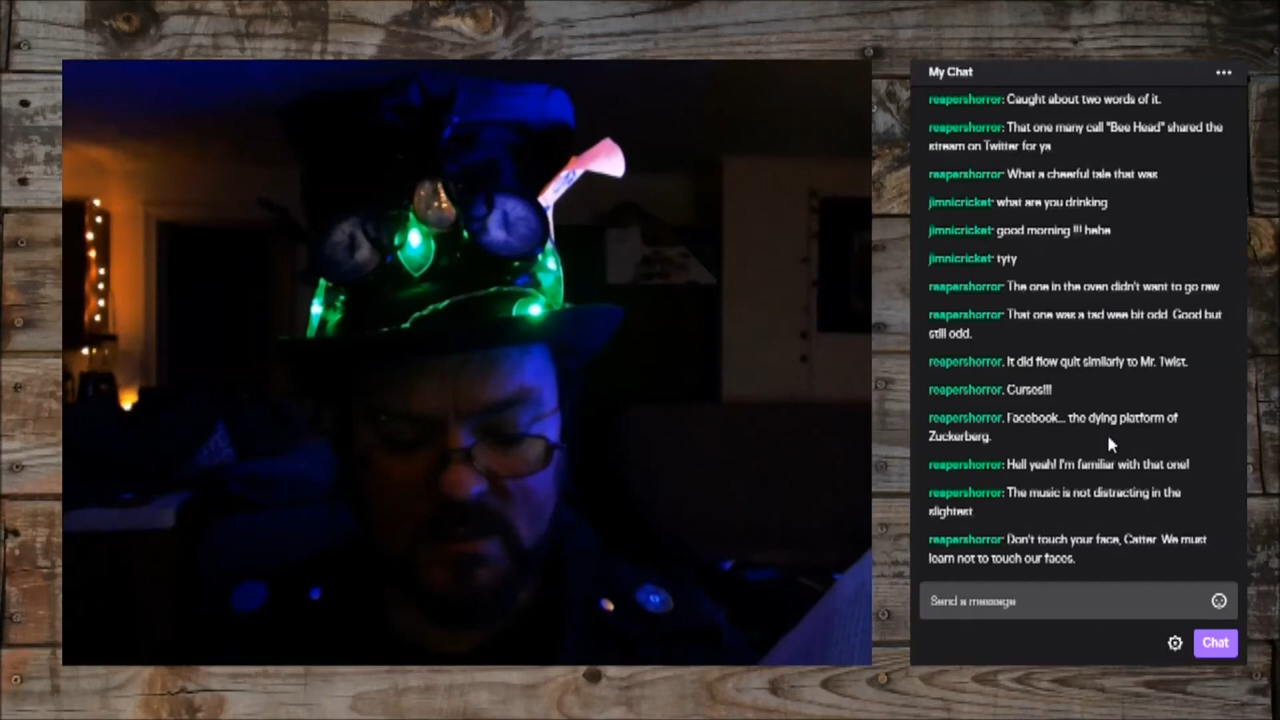 My Chat
reapershorror: Caught about two words of it.
reapershorror: That one many call "Bee Head" shared the
stream on Twitter for ya
reapershorror: What a cheerful tale that was
jimnicricket: what are you drinking
jimnicricket: good morning !!! hehe
jimnicricket: tyty
reapershorror: The one in the oven didn't want to go raw
reapershorror: That one was a tad wee bit odd. Good but
still odd.
reapershorror: It did flow quit similarly to Mr. Twist.
reapershorror: Curses!!!
reapershorror: Facebook... the dying platform of
Zuckerberg.
reapershorror: Hell yeah! I'm familiar with that one!
reapershorror: The music is not distracting in the
slightest
reapershorror: Don't touch your face, Catter. We must
learn not to touch our faces.
Send a message
Chat